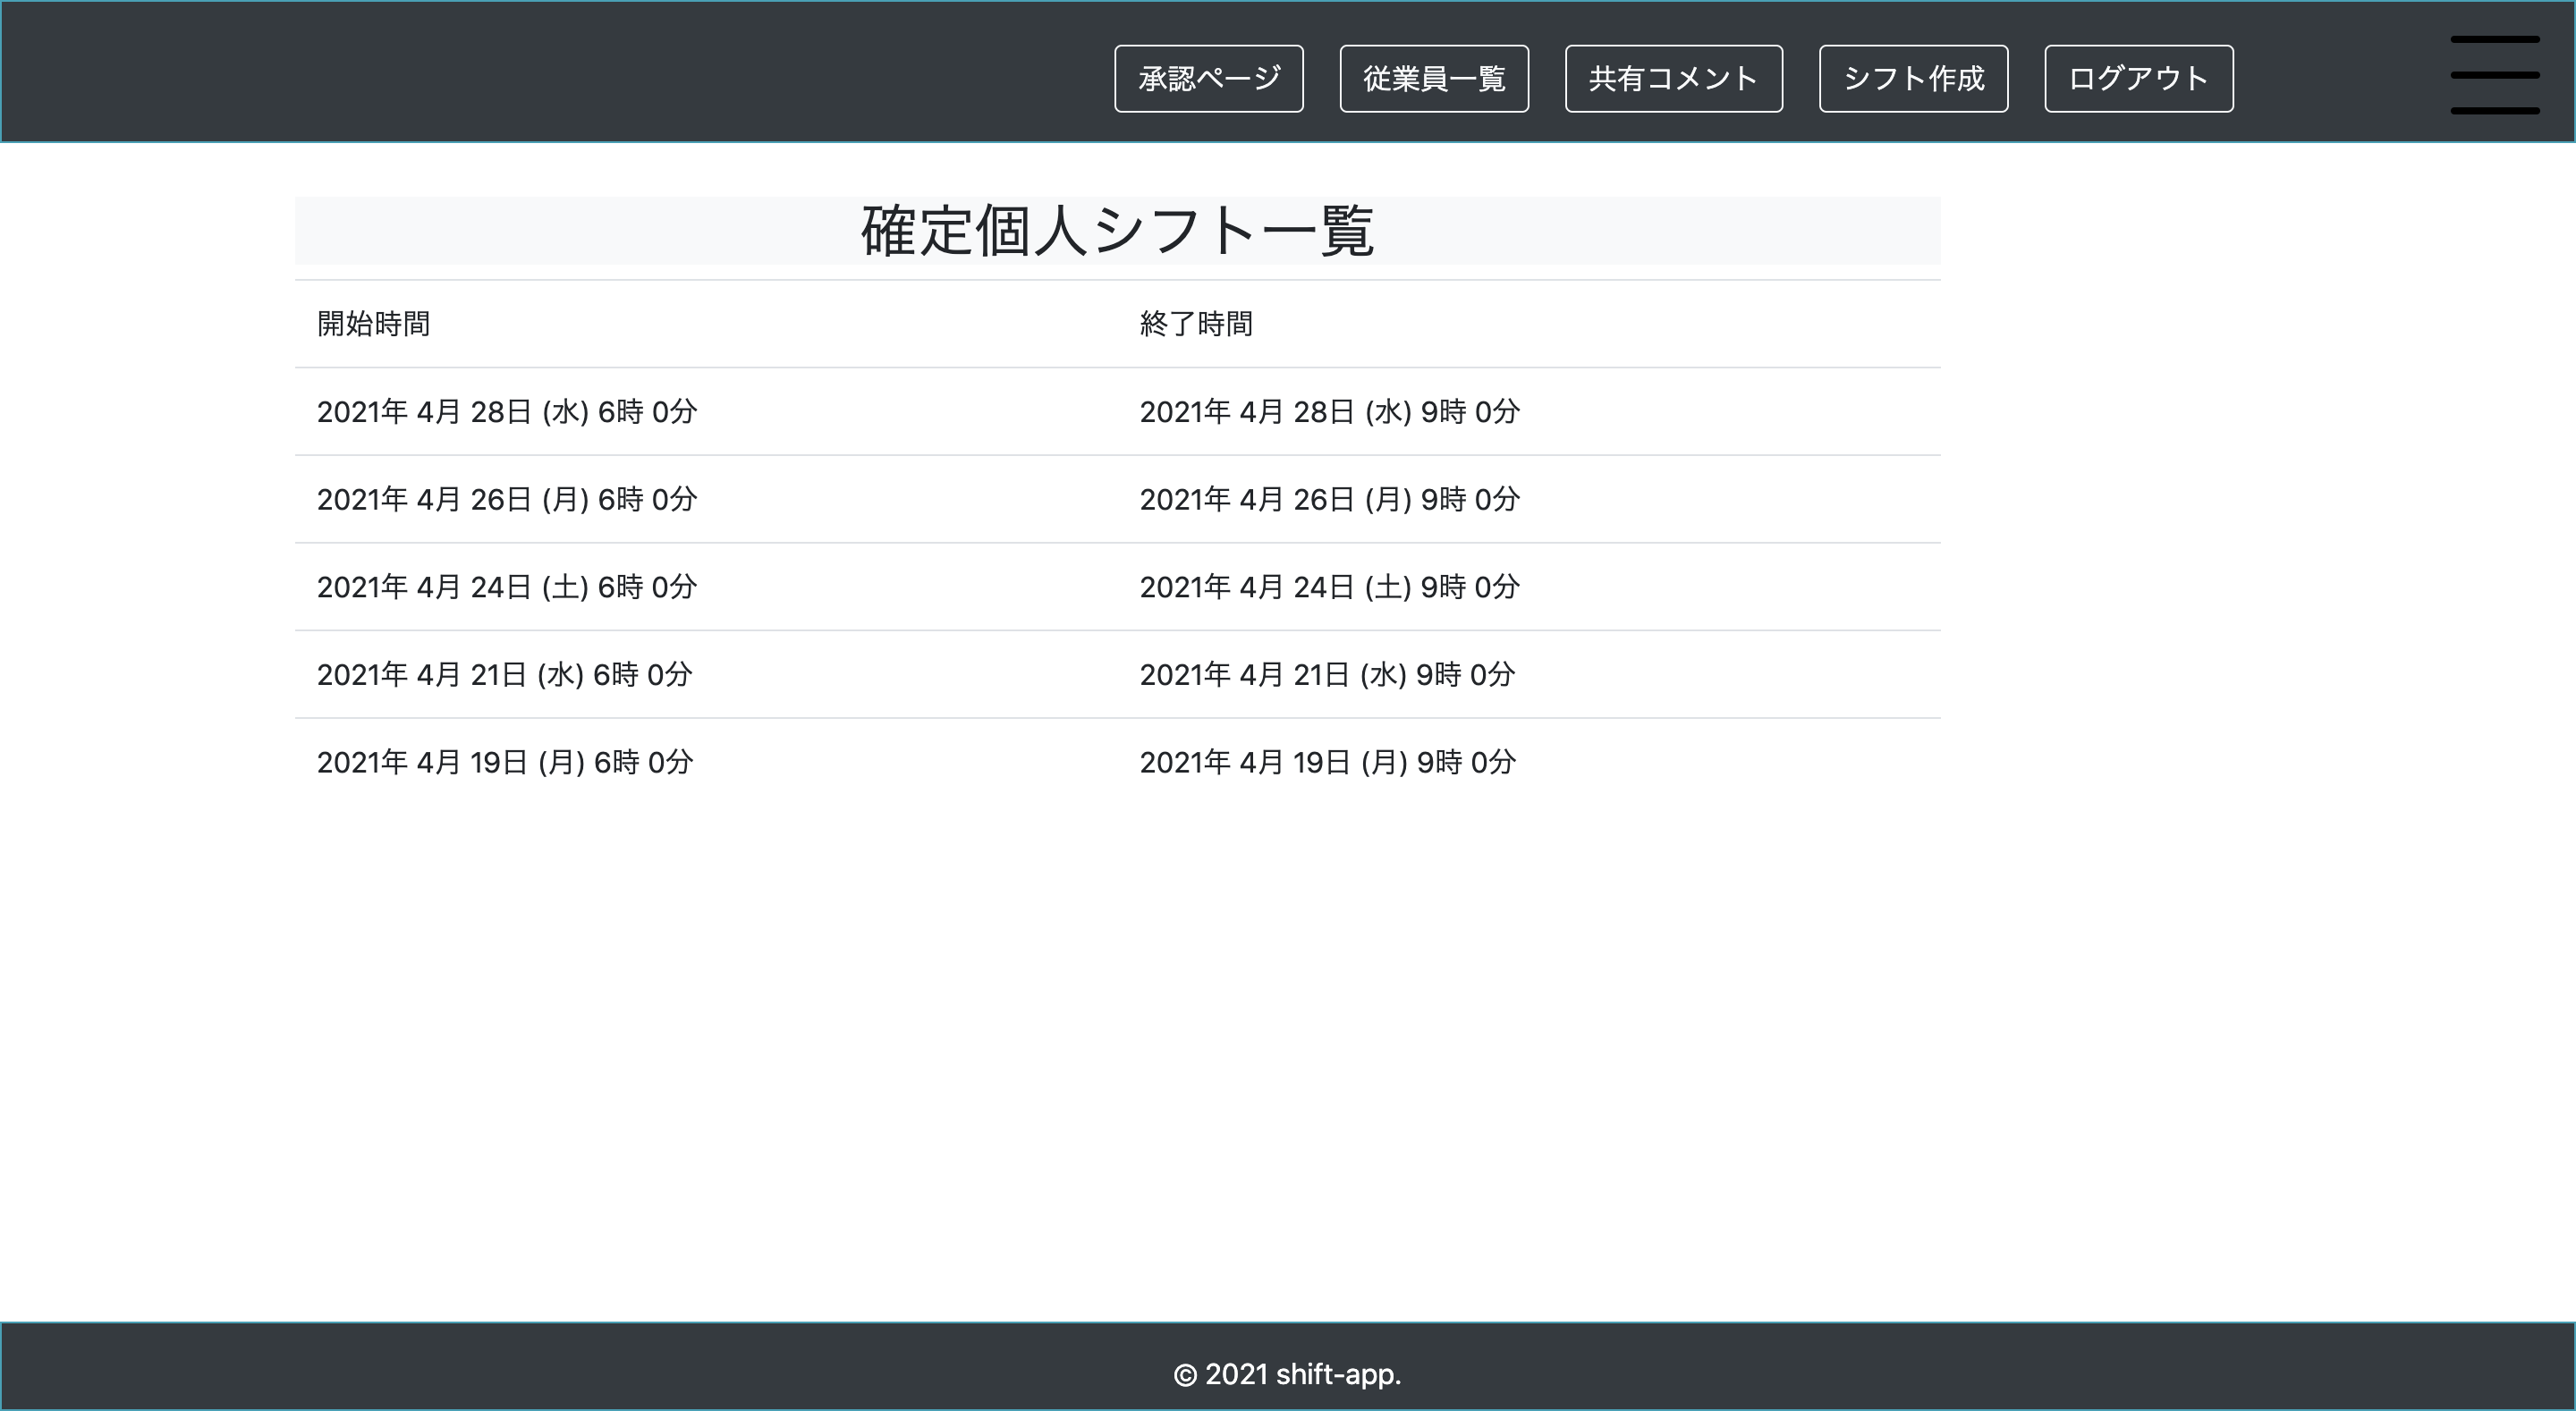 承認ページ 従業員一覧 共有コメント シフト作成 ログアウト
確定個人シフト一覧
開始時間 終了時間
2021年 4月 28日 (水) 6時 0分 2021年 4月 28日 (水) 9時 0分
2021年 4月 26日 (月) 6時 0分 2021年 4月 26日 (月) 9時 0分
2021年 4月 24日 (土) 6時 0分 2021年 4月 24日 (土) 9時 0分
2021年 4月 21日 (水) 6時 0分 2021年 4月 21日 (水) 9時 0分
2021年 4月 19日 (月) 6時 0分 2021年 4月 19日 (月) 9時 0分
© 2021 shift-app.